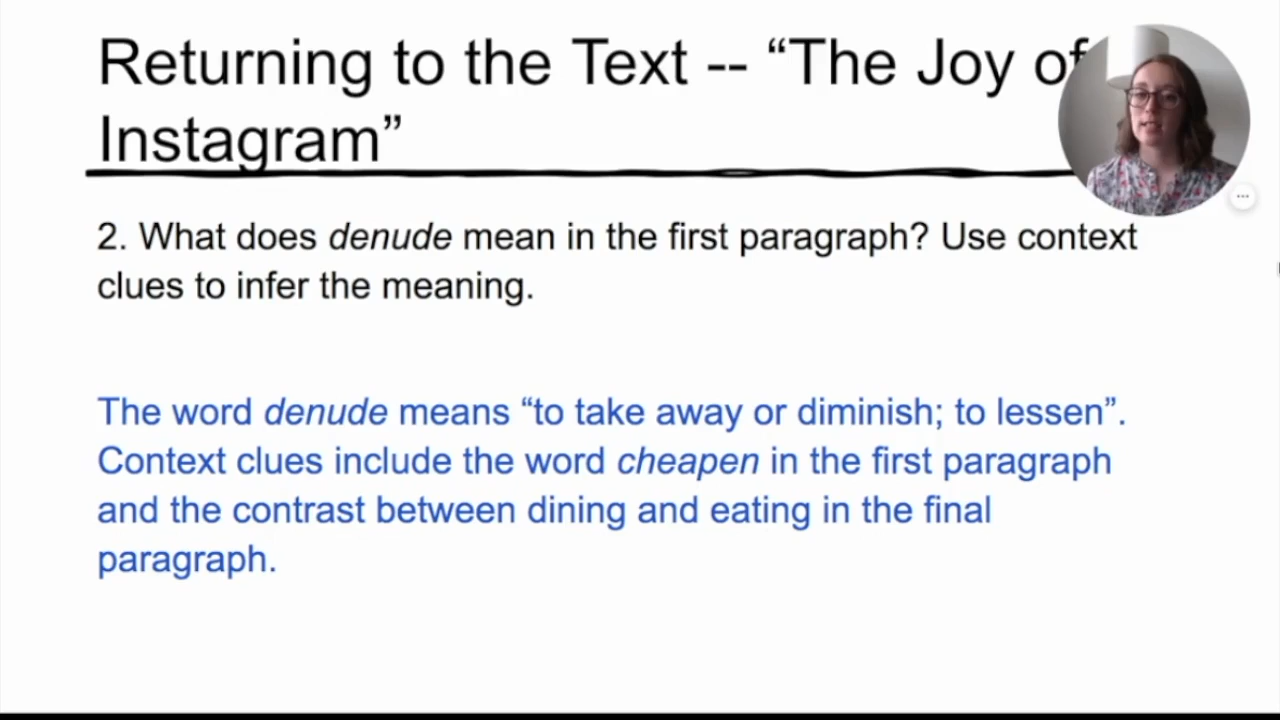 Returning to the Text -- “The Joy of
Instagram”
2. What does denude mean in the first paragraph? Use context
clues to infer the meaning.
The word denude means “to take away or diminish; to lessen”.
Context clues include the word cheapen in the first paragraph
and the contrast between dining and eating in the final
paragraph.